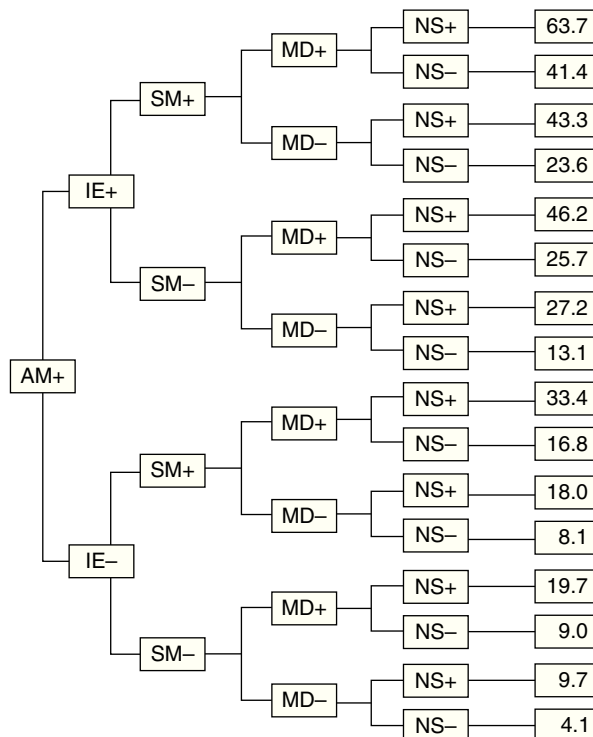 NS+ 63.7
MD+
NS– 41.4
SM+
NS+ 43.3
MD–
NS– 23.6
IE+
NS+ 46.2
MD+
NS– 25.7
SM–
NS+ 27.2
MD–
NS– 13.1
AM+
NS+ 33.4
MD+
NS– 16.8
SM+
NS+ 18.0
MD–
NS– 8.1
IE–
NS+ 19.7
MD+
NS– 9.0
SM–
NS+ 9.7
MD–
NS– 4.1